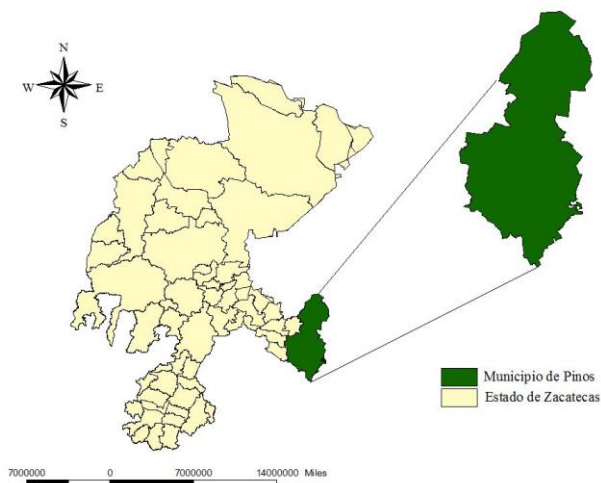 N
W E
S
Municipio de Pinos
Estado de Zacatecas
7000000 0 7000000 14000000 Miles